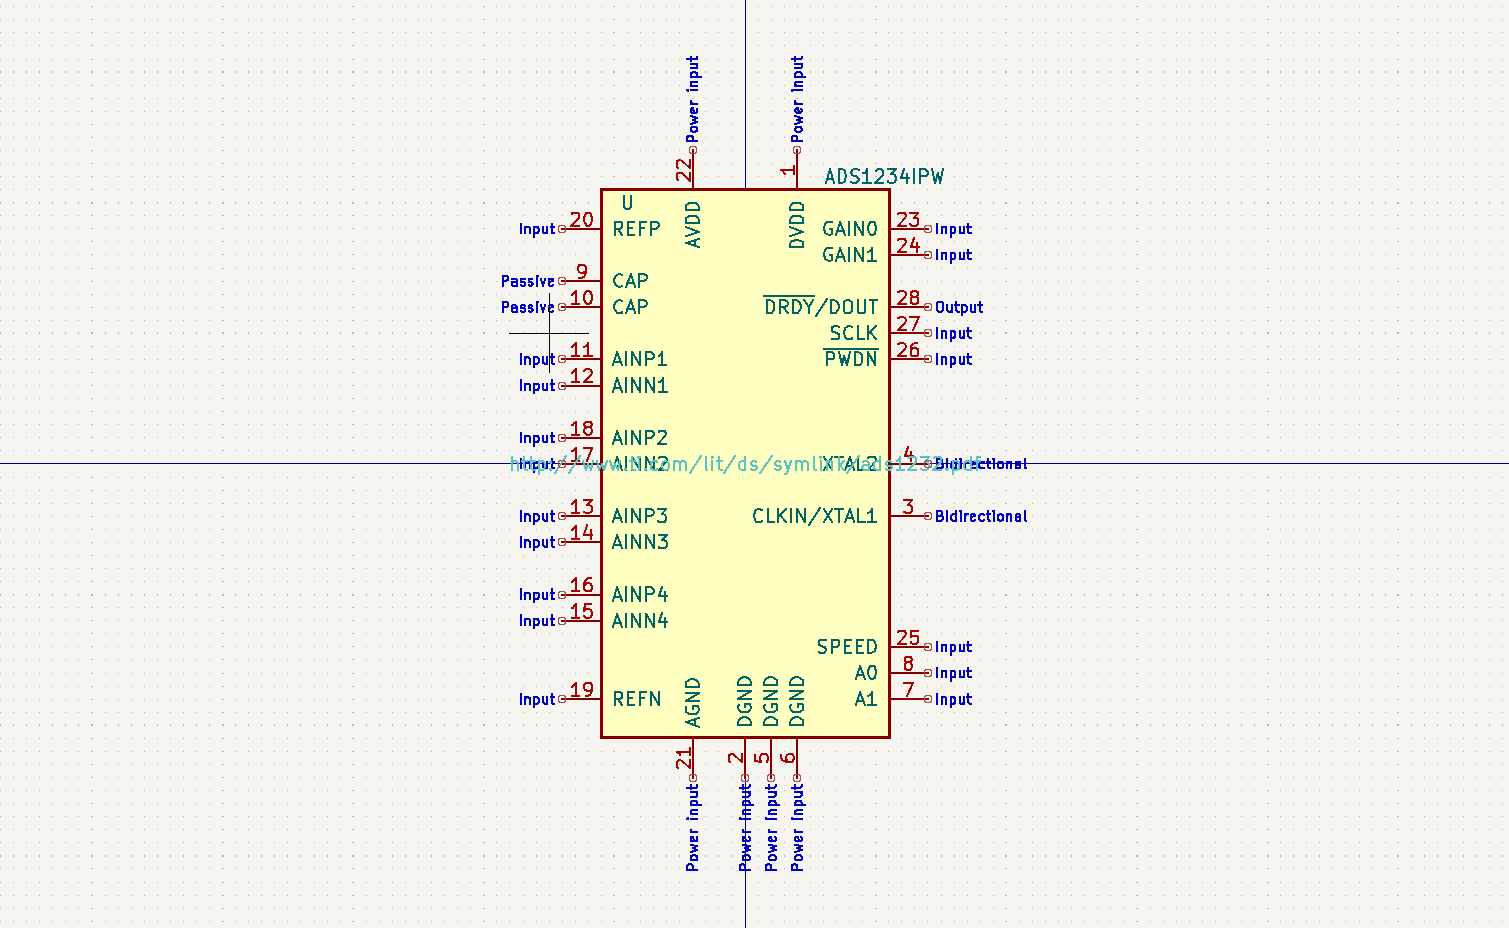 Power input
Power input
22
1
ADS1234IPW
U
AVDD
DVDD
Input 20 REFP
GAIN0 23 Input
GAIN1 24 Input
Passive 9 CAP
Passive 10 CAP
DRDY/DOUT 28 Output
SCLK 27 Input
Input 11 AINP1
PWDN 26 Input
Input 12 AINN1
Input 18 AINP2
Input 17 AINN2
XTAL2 4 Bidirectional
http://www.ti.com/lit/ds/symlink/ads1232.pdf
Input 13 AINP3
CLKIN/XTAL1 3 Bidirectional
Input 14 AINN3
Input 16 AINP4
Input 15 AINN4
SPEED 25 Input
A0 8 Input
Input 19 REFN
A1 7 Input
AGND
DGND
DGND
DGND
21
2
5
6
Power input
Power input
Power input
Power input